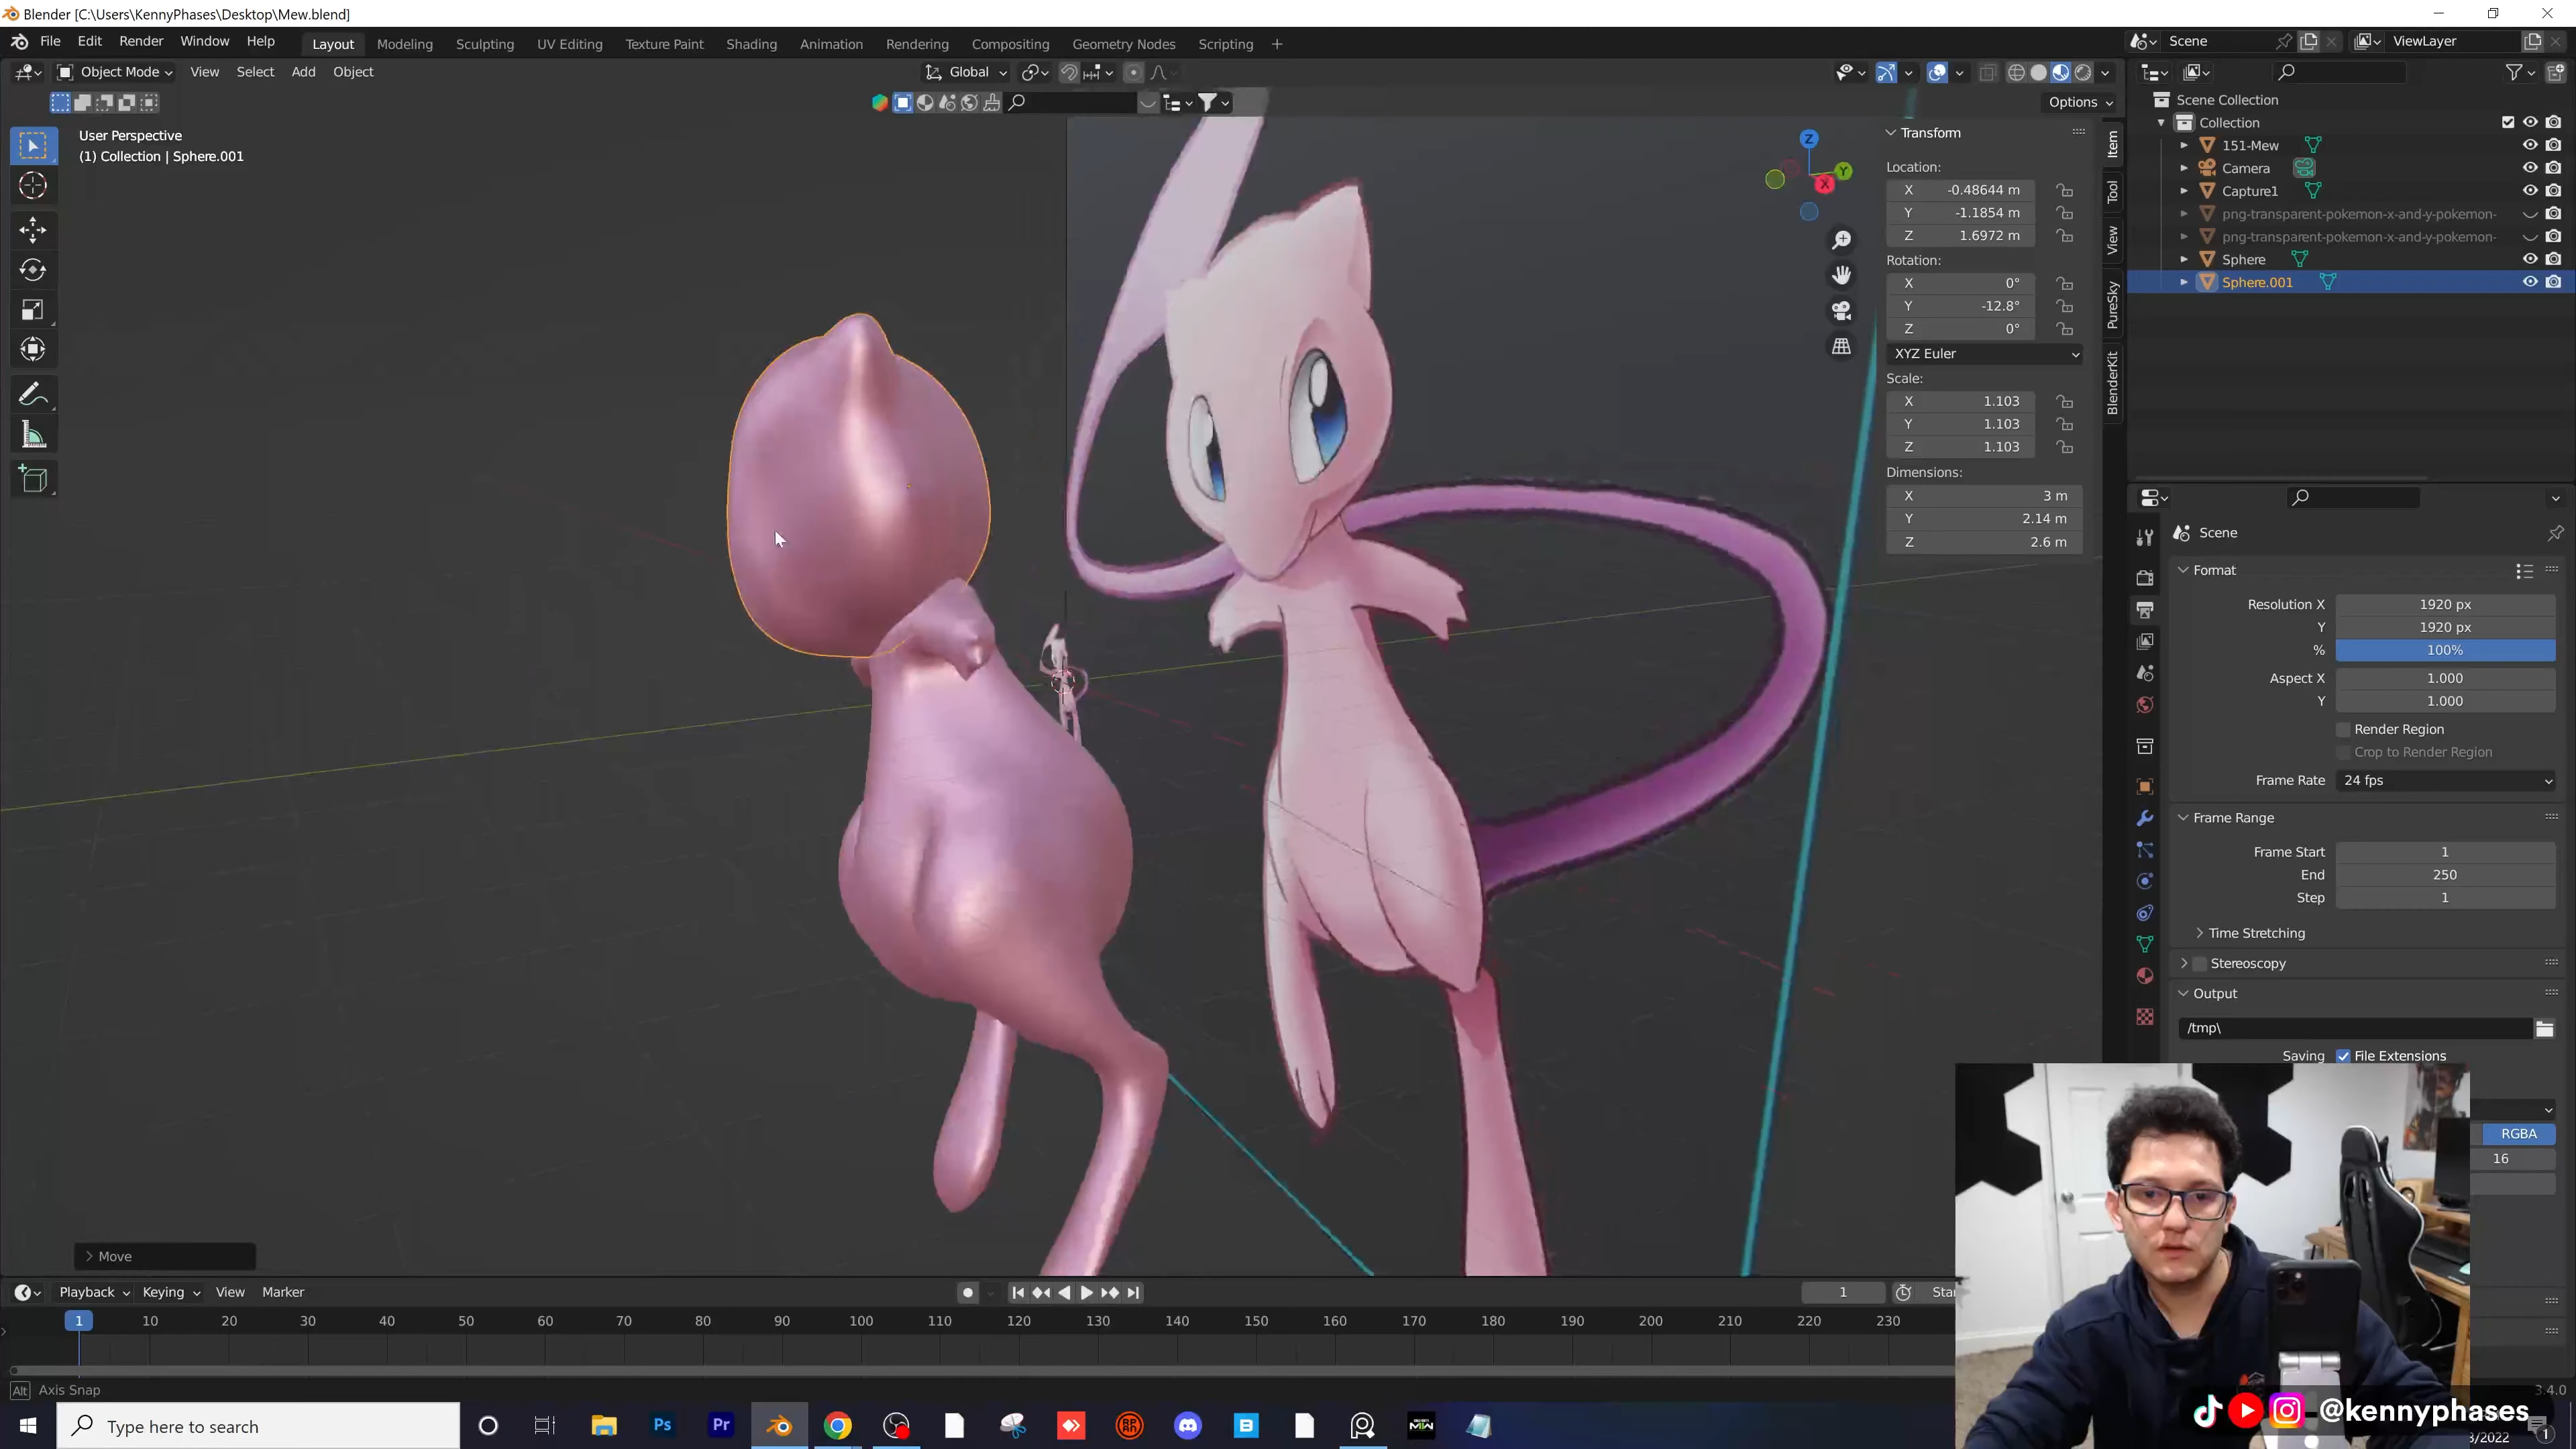 Blender [C:\Users\KennyPhases\Desktop\Mew.blend]
File Edit Render Window Help Layout Modeling Sculpting UV Editing Texture Paint Shading Animation Rendering Compositing Geometry Nodes Scripting + Scene ViewLayer
Object Mode View Select Add Object Global
Options
User Perspective
(1) Collection | Sphere.001
Z
Y
X
Transform
Location:
X -0.48644 m
Y -1.1854 m
Z 1.6972 m
Rotation:
X 0°
Y -12.8°
Z 0°
XYZ Euler
Scale:
X 1.103
Y 1.103
Z 1.103
Dimensions:
X 3 m
Y 2.14 m
Z 2.6 m
Item
Tool
View
PureSky
BlenderKit
Scene Collection
Collection
151-Mew
Camera
Capture1
png-transparent-pokemon-x-and-y-pokemon-
png-transparent-pokemon-x-and-y-pokemon-
Sphere
Sphere.001
Scene
Format
Resolution X 1920 px
Y 1920 px
% 100%
Aspect X 1.000
Y 1.000
Render Region
Crop to Render Region
Frame Rate 24 fps
Frame Range
Frame Start 1
End 250
Step 1
Time Stretching
Stereoscopy
Output
/tmp\
Saving File Extensions
RGBA
16
Move
Playback Keying View Marker 1 Star
1 10 20 30 40 50 60 70 80 90 100 110 120 130 140 150 160 170 180 190 200 210 220 230
Alt Axis Snap
3.4.0
Type here to search
Ps
Pr
@kennyphases
3/2022
1